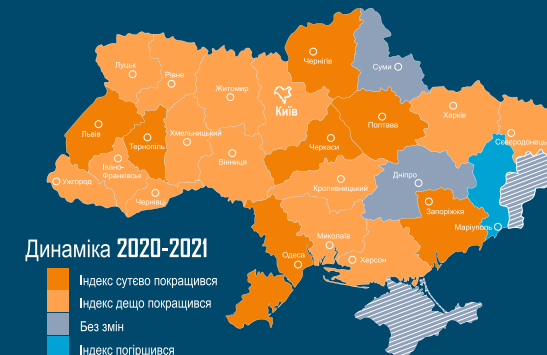 Чернігів
Суми
Луцьк
Рівне
Житомир
Київ
Харків
Львів
Тернопіль
Хмельницький
Полтава
Черкаси
Сєвєродонецьк
Вінниця
Івано-
Франківськ
Ужгород
Чернівці
Кропивницький
Дніпро
Запоріжжя
Маріуполь
Миколаїв
Одеса
Херсон
Динаміка 2020-2021
Індекс сутєво покращився
Індекс дещо покращився
Без змін
Індекс погіршився